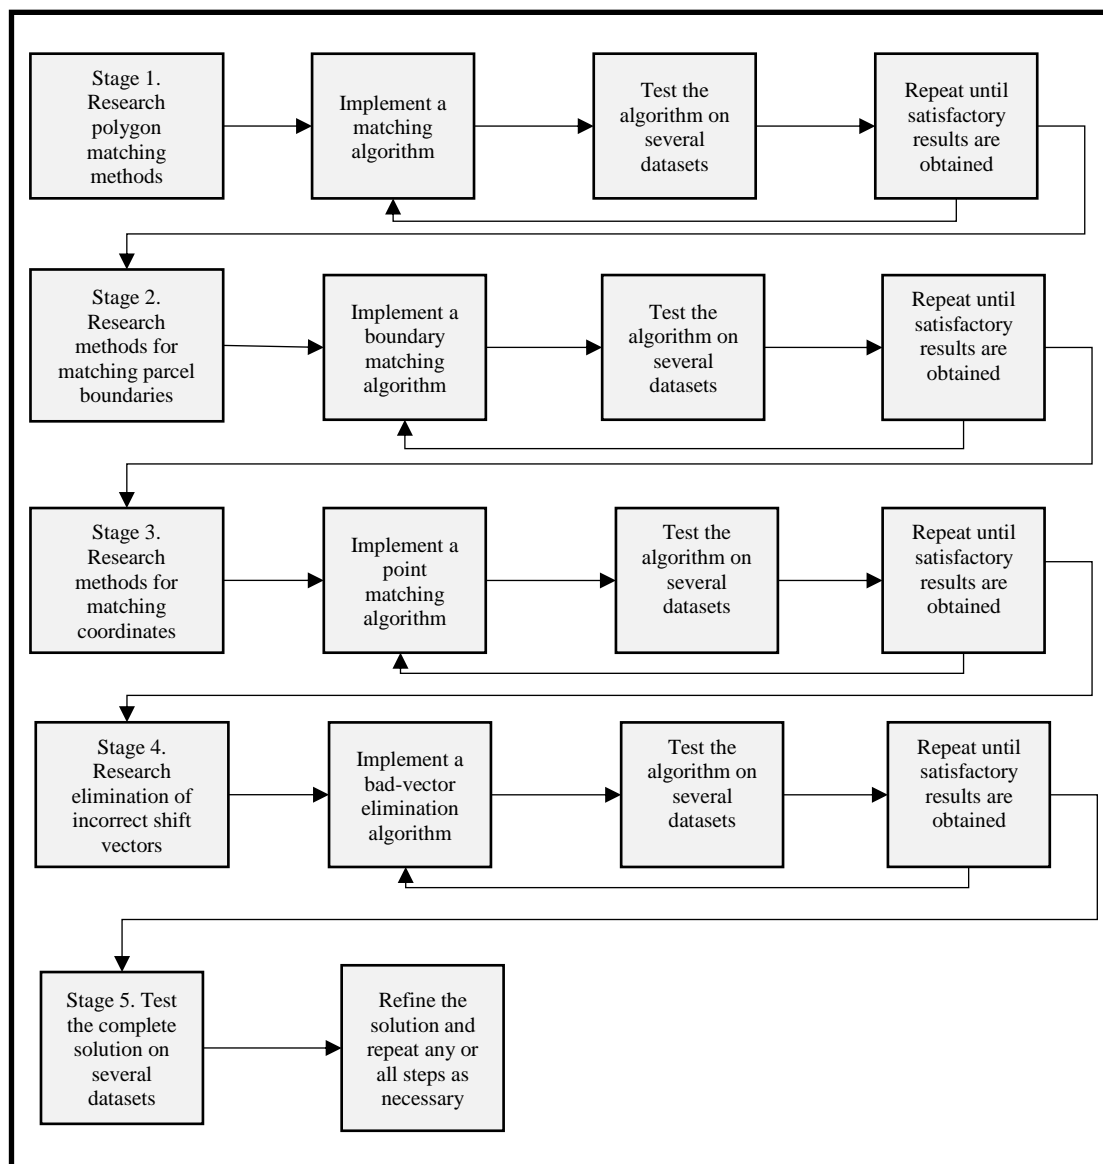 Stage 1.
Research
polygon
matching
methods
Implement a
matching
algorithm
Test the
algorithm on
several
datasets
Repeat until
satisfactory
results are
obtained
Stage 2.
Research
methods for
matching parcel
boundaries
Implement a
boundary
matching
algorithm
Test the
algorithm on
several
datasets
Repeat until
satisfactory
results are
obtained
Stage 3.
Research
methods for
matching
coordinates
Implement a
point
matching
algorithm
Test the
algorithm on
several
datasets
Repeat until
satisfactory
results are
obtained
Stage 4.
Research
elimination of
incorrect shift
vectors
Implement a
bad-vector
elimination
algorithm
Test the
algorithm on
several
datasets
Repeat until
satisfactory
results are
obtained
Stage 5. Test
the complete
solution on
several
datasets
Refine the
solution and
repeat any or
all steps as
necessary